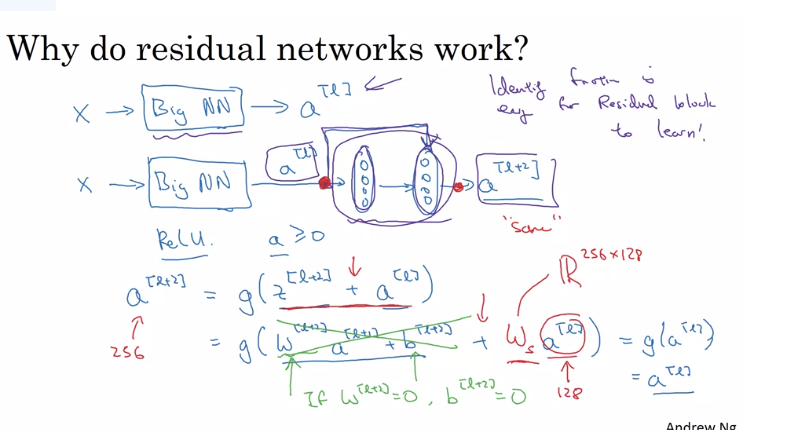 Why do residual networks work?
X → Big NN → a^[l]
Identity function is
easy for Residual block
to learn!
X → Big NN a^[l] → a^[l+2]
"same"
ReLU. a ≥ 0
ℝ^256×128
a^[l+2] = g(z^[l+2] + a^[l])
= g(W^[l+2] a^[l+1] + b^[l+2] + W_s a^[l]) = g(a^[l])
256
= a^[l]
If W^[l+2] = 0, b^[l+2] = 0
128
Andrew Ng